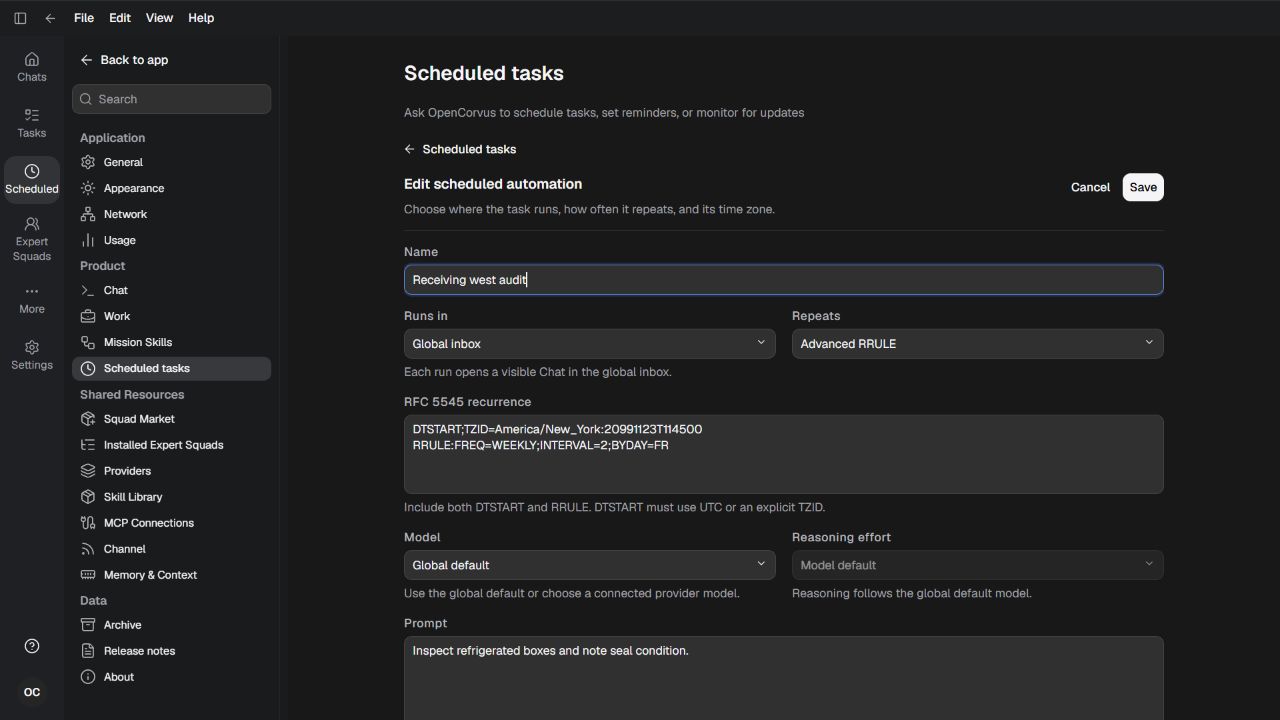 File Edit View Help
Chats
Tasks
Scheduled
Expert
Squads
More
Settings
OC
Back to app
Search
Application
General
Appearance
Network
Usage
Product
Chat
Work
Mission Skills
Scheduled tasks
Shared Resources
Squad Market
Installed Expert Squads
Providers
Skill Library
MCP Connections
Channel
Memory & Context
Data
Archive
Release notes
About
Scheduled tasks
Ask OpenCorvus to schedule tasks, set reminders, or monitor for updates
Scheduled tasks
Edit scheduled automation
Choose where the task runs, how often it repeats, and its time zone.
Cancel Save
Name
Receiving west audit
Runs in
Global inbox
Each run opens a visible Chat in the global inbox.
Repeats
Advanced RRULE
RFC 5545 recurrence
DTSTART;TZID=America/New_York:20991123T114500
RRULE:FREQ=WEEKLY;INTERVAL=2;BYDAY=FR
Include both DTSTART and RRULE. DTSTART must use UTC or an explicit TZID.
Model
Global default
Use the global default or choose a connected provider model.
Reasoning effort
Model default
Reasoning follows the global default model.
Prompt
Inspect refrigerated boxes and note seal condition.